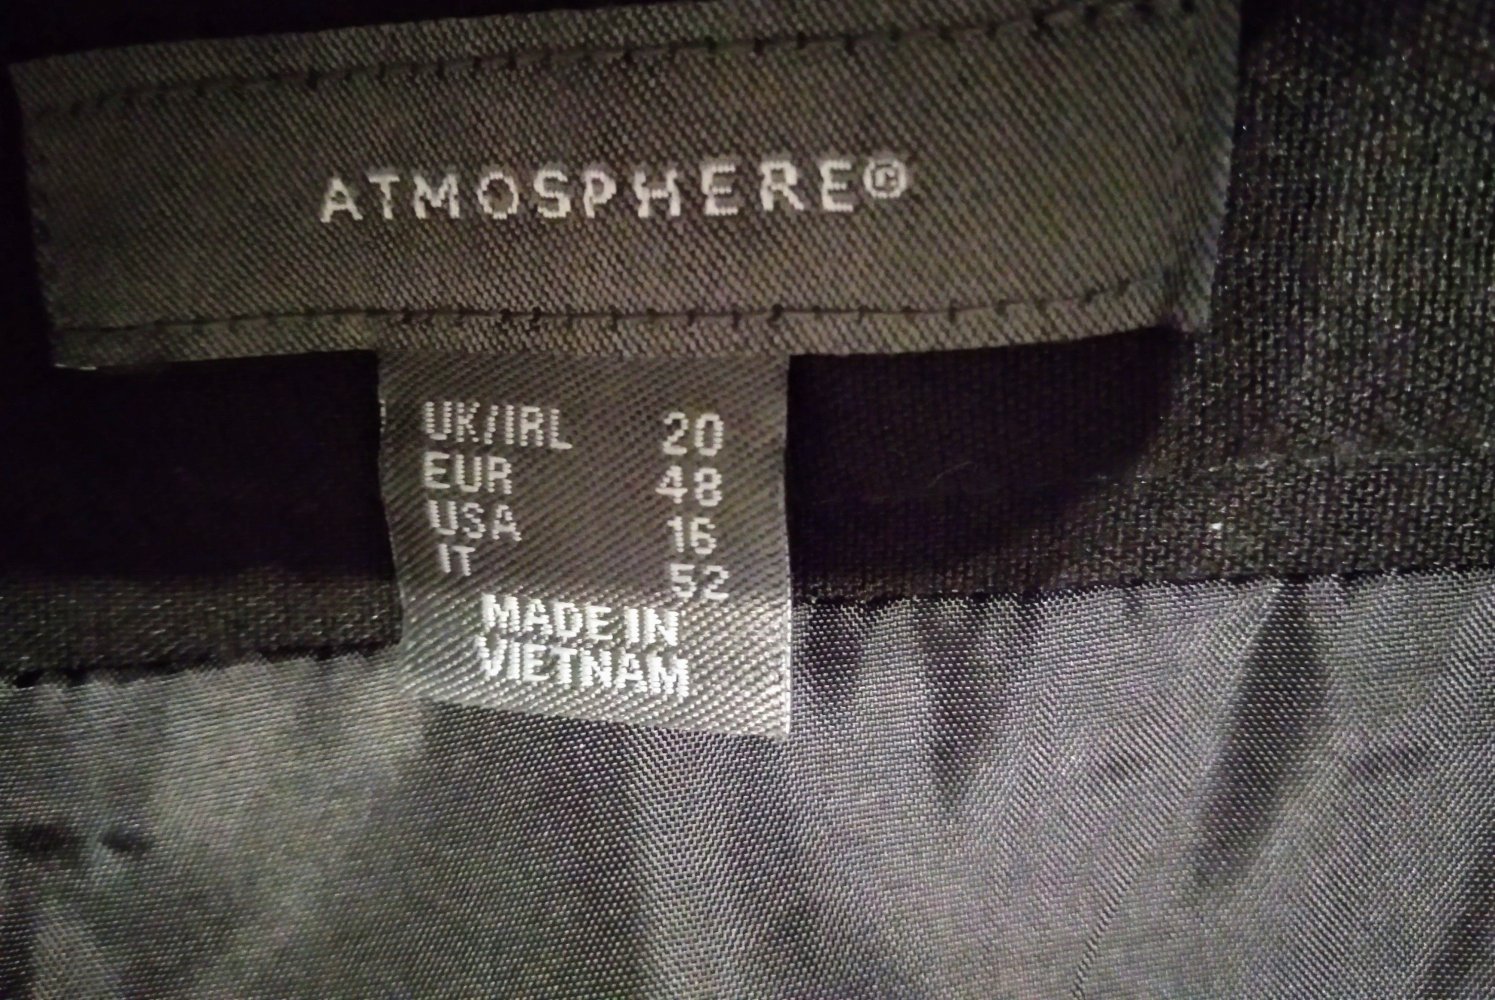 ATMOSPHERE®
UK/IRL 20
EUR 48
USA 16
IT 52
MADE IN
VIETNAM